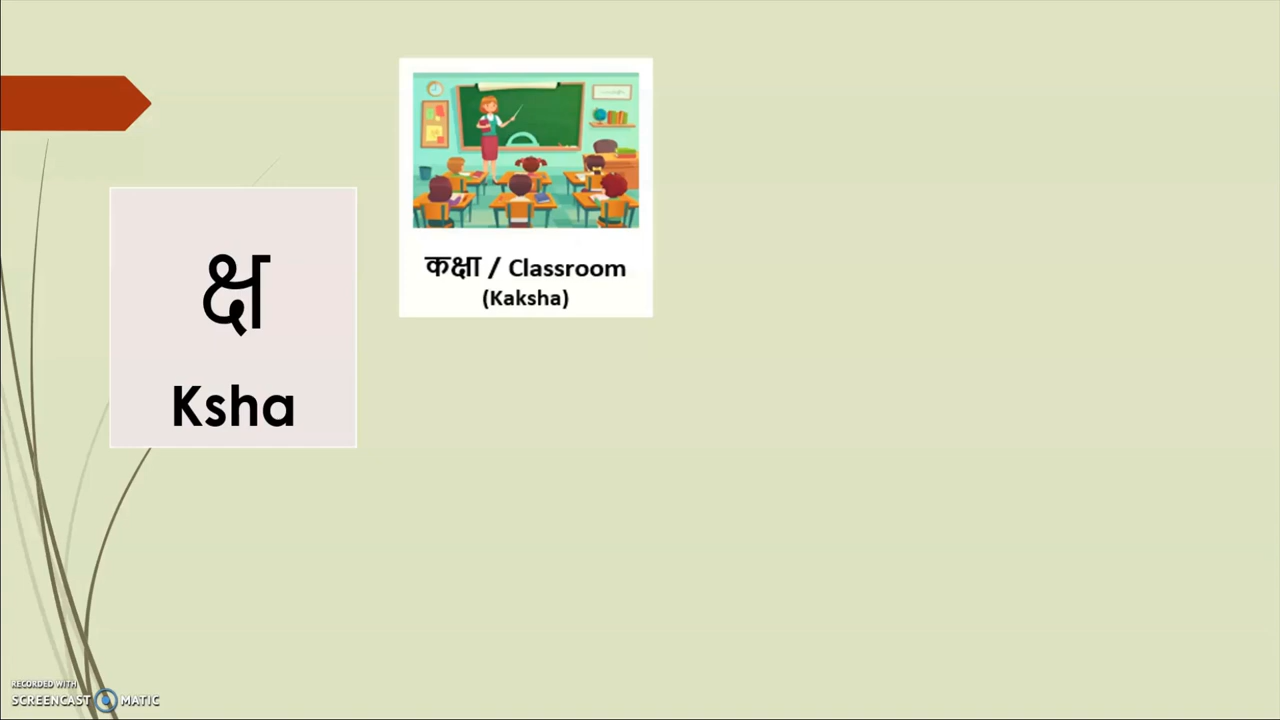 क्ष
Ksha
कक्षा / Classroom
(Kaksha)
RECORDED WITH
SCREENCAST MATIC